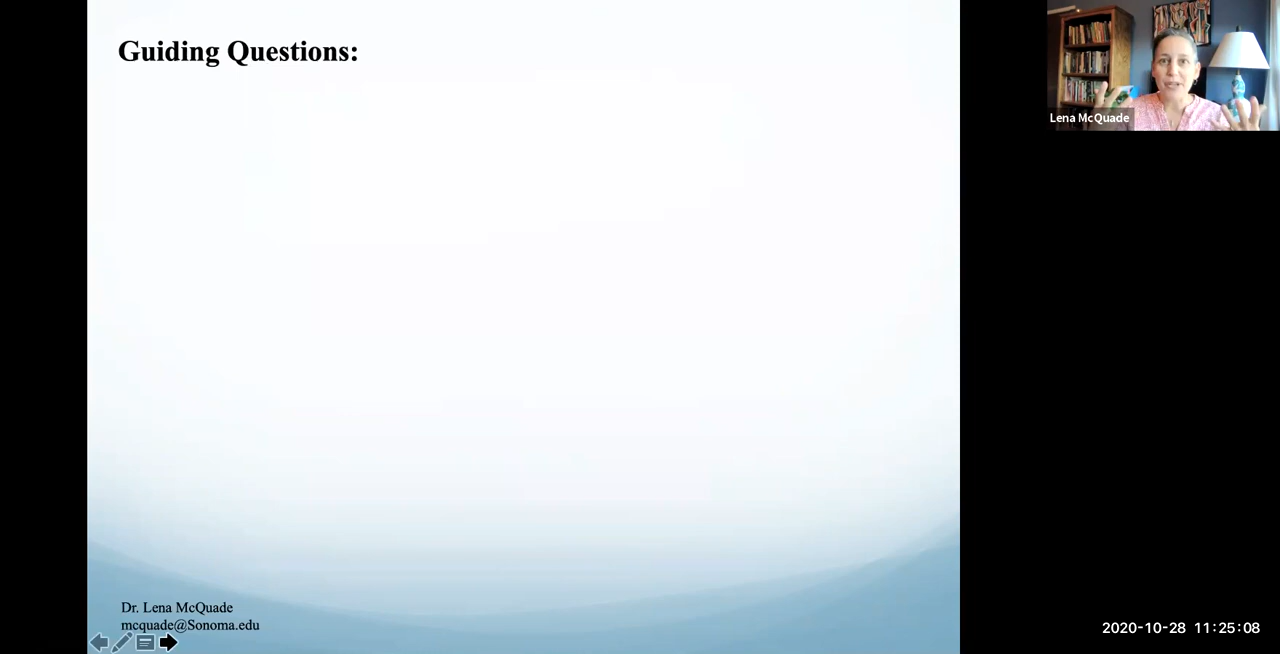 Guiding Questions:
Lena McQuade
Dr. Lena McQuade
mcquade@Sonoma.edu
2020-10-28 11:25:08